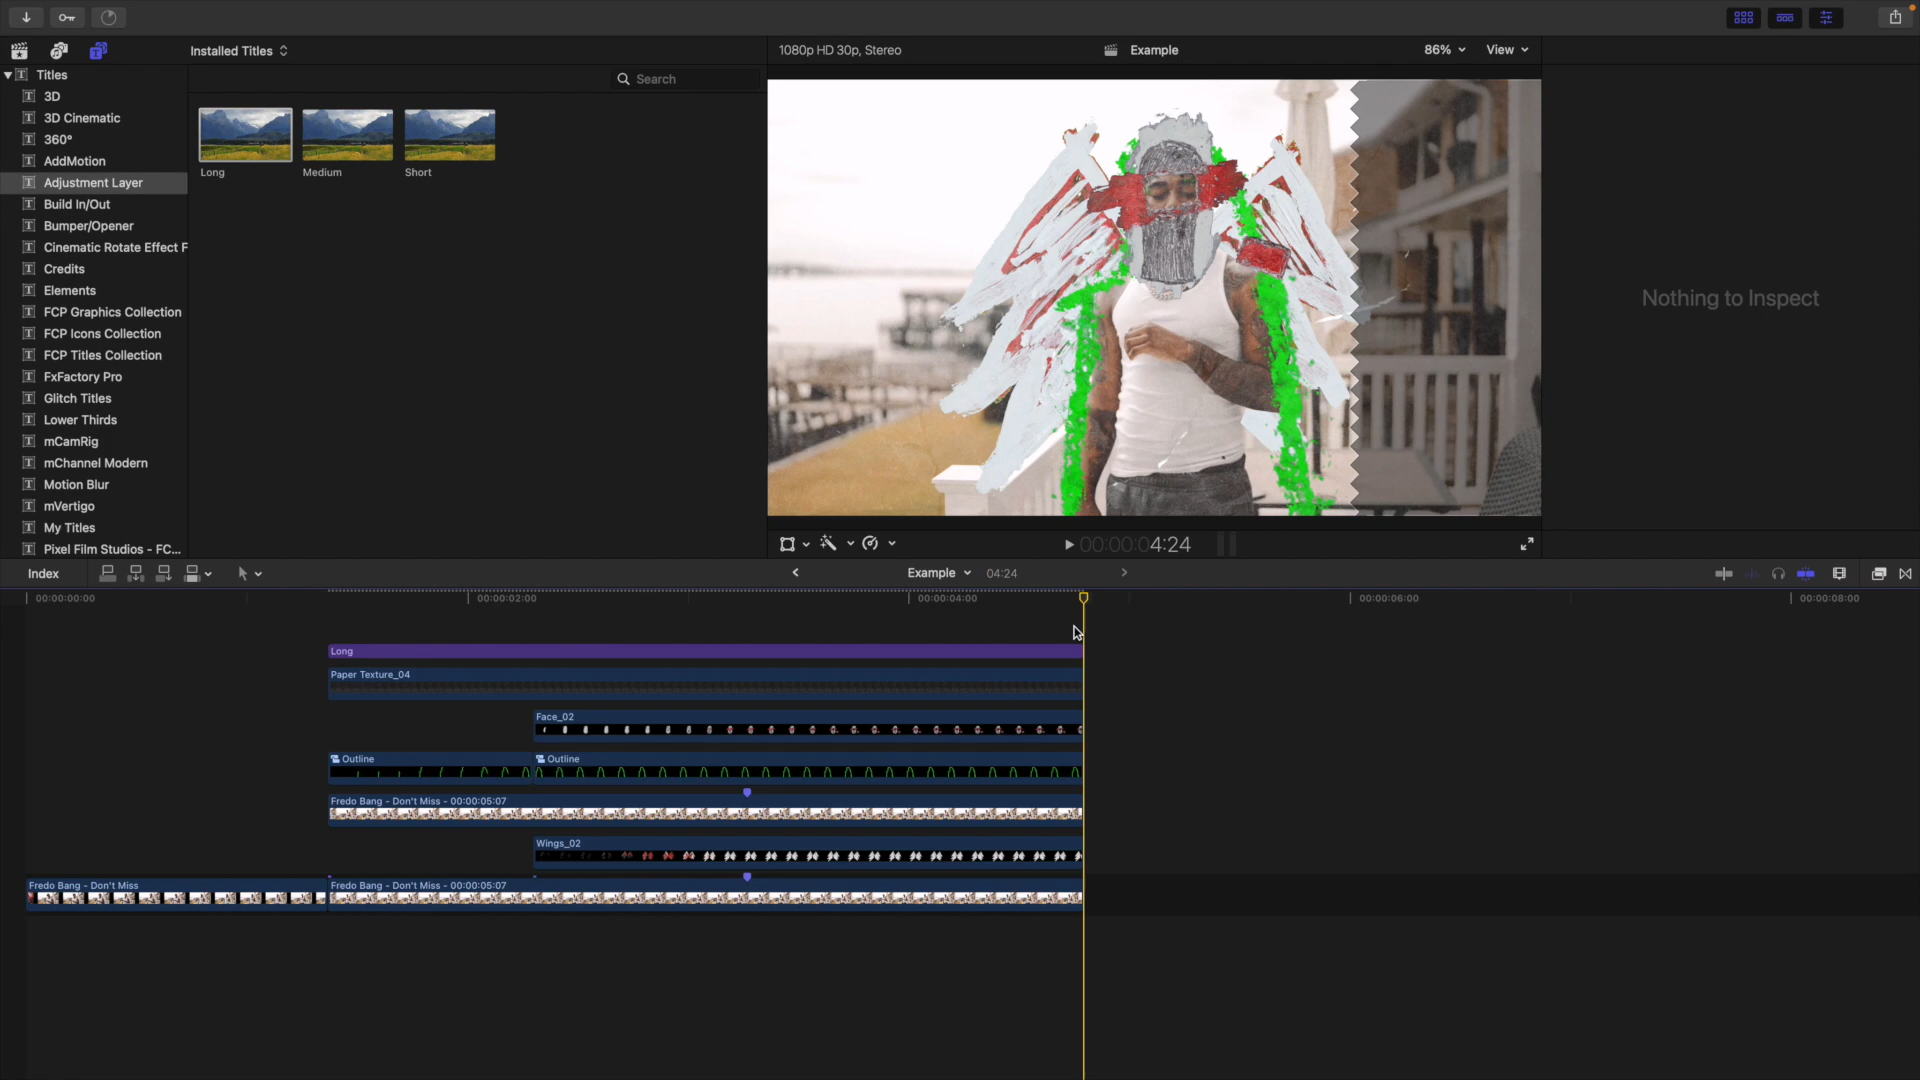 Installed Titles
1080p HD 30p, Stereo
Example
86%
View
Titles
Search
3D
3D Cinematic
360°
AddMotion
Adjustment Layer
Build In/Out
Bumper/Opener
Cinematic Rotate Effect F
Credits
Elements
FCP Graphics Collection
FCP Icons Collection
FCP Titles Collection
FxFactory Pro
Glitch Titles
Lower Thirds
mCamRig
mChannel Modern
Motion Blur
mVertigo
My Titles
Pixel Film Studios - FC...
Long
Medium
Short
Nothing to Inspect
00:00:04:24
Index
Example
04:24
00:00:00:00
00:00:02:00
00:00:04:00
00:00:06:00
00:00:08:00
Long
Paper Texture_04
Face_02
Outline
Outline
Fredo Bang - Don't Miss - 00:00:05:07
Wings_02
Fredo Bang - Don't Miss
Fredo Bang - Don't Miss - 00:00:05:07